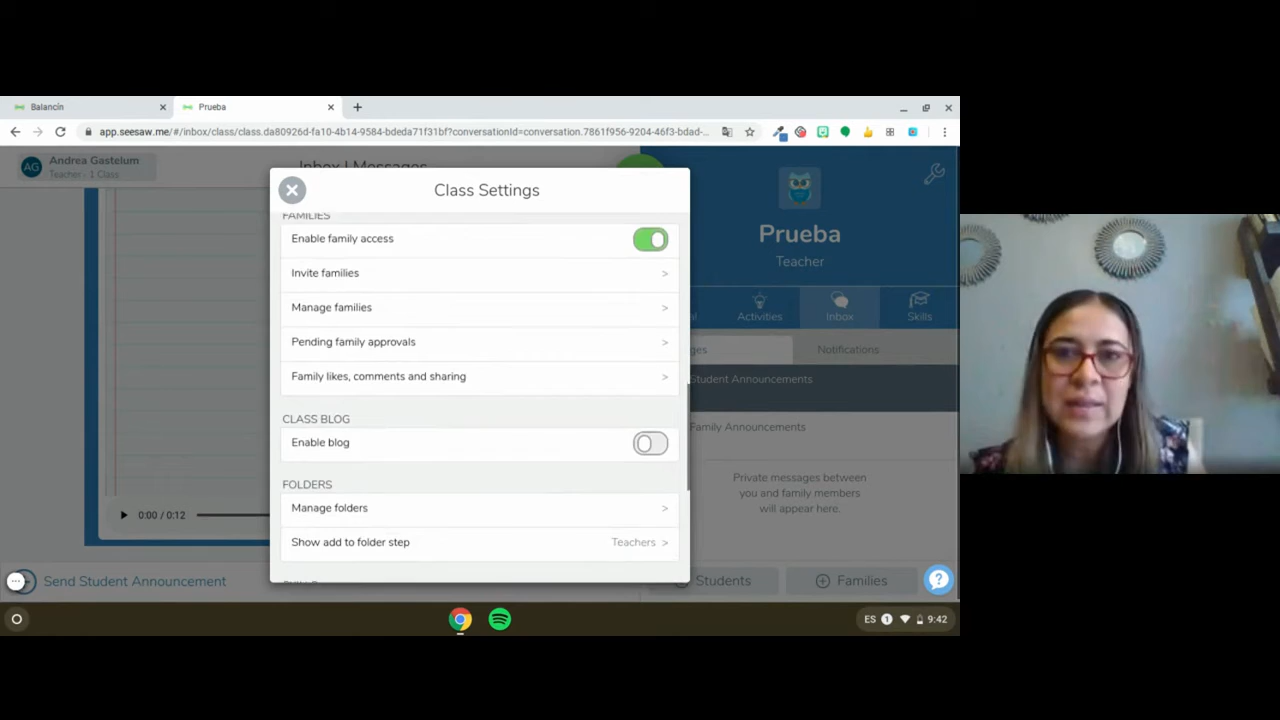 Balancín
Prueba
app.seesaw.me/#/inbox/class/class.da80926d-fa10-4b14-9584-bdeda71f31bf?conversationId=conversation.7861f956-9204-46f3-bdad-...
AG
Andrea Gastelum
Teacher - 1 Class
Inbox | Messages
Class Settings
FAMILIES
Enable family access
Invite families >
Manage families >
Pending family approvals >
Family likes, comments and sharing >
CLASS BLOG
Enable blog
FOLDERS
Manage folders >
Show add to folder step Teachers >
0:00 / 0:12
Send Student Announcement
Prueba
Teacher
Activities
Inbox
Skills
Notifications
Student Announcements
Family Announcements
Private messages between
you and family members
will appear here.
Students
Families
?
ES 1 9:42